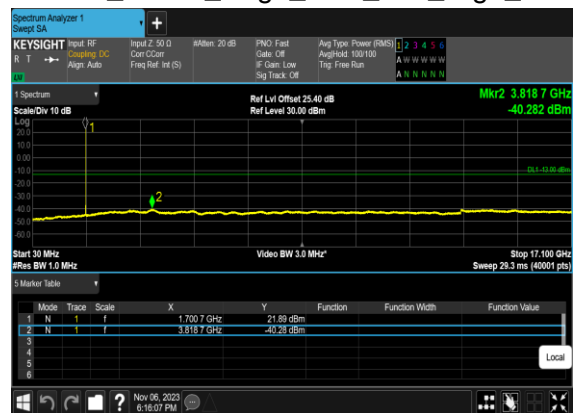 Spectrum Analyzer 1
Swept SA
+
KEYSIGHT Input: RF Input Z: 50 Ω #Atten: 20 dB PNO: Fast Avg Type: Power (RMS) 1 2 3 4 5 6
R T Coupling: DC Corr CCorr Gate: Off Avg|Hold: 100/100 A W W W W W
Align: Auto Freq Ref: Int (S) IF Gain: Low Trig: Free Run A N N N N N
LM Sig Track: Off
1 Spectrum Ref Lvl Offset 25.40 dB Mkr2 3.818 7 GHz
Scale/Div 10 dB Ref Level 30.00 dBm -40.282 dBm
Log
1
20.0
10.0
0.00
-10.0
DL1 -13.00 dBm
-20.0
-30.0
2
-40.0
-50.0
-60.0
Start 30 MHz Video BW 3.0 MHz* Stop 17.100 GHz
#Res BW 1.0 MHz Sweep 29.3 ms (40001 pts)
5 Marker Table
Mode Trace Scale X Y Function Function Width Function Value
1 N 1 f 1.700 7 GHz 21.89 dBm
2 N 1 f 3.818 7 GHz -40.28 dBm
3
4
5
6
Local
? Nov 06, 2023
6:16:07 PM